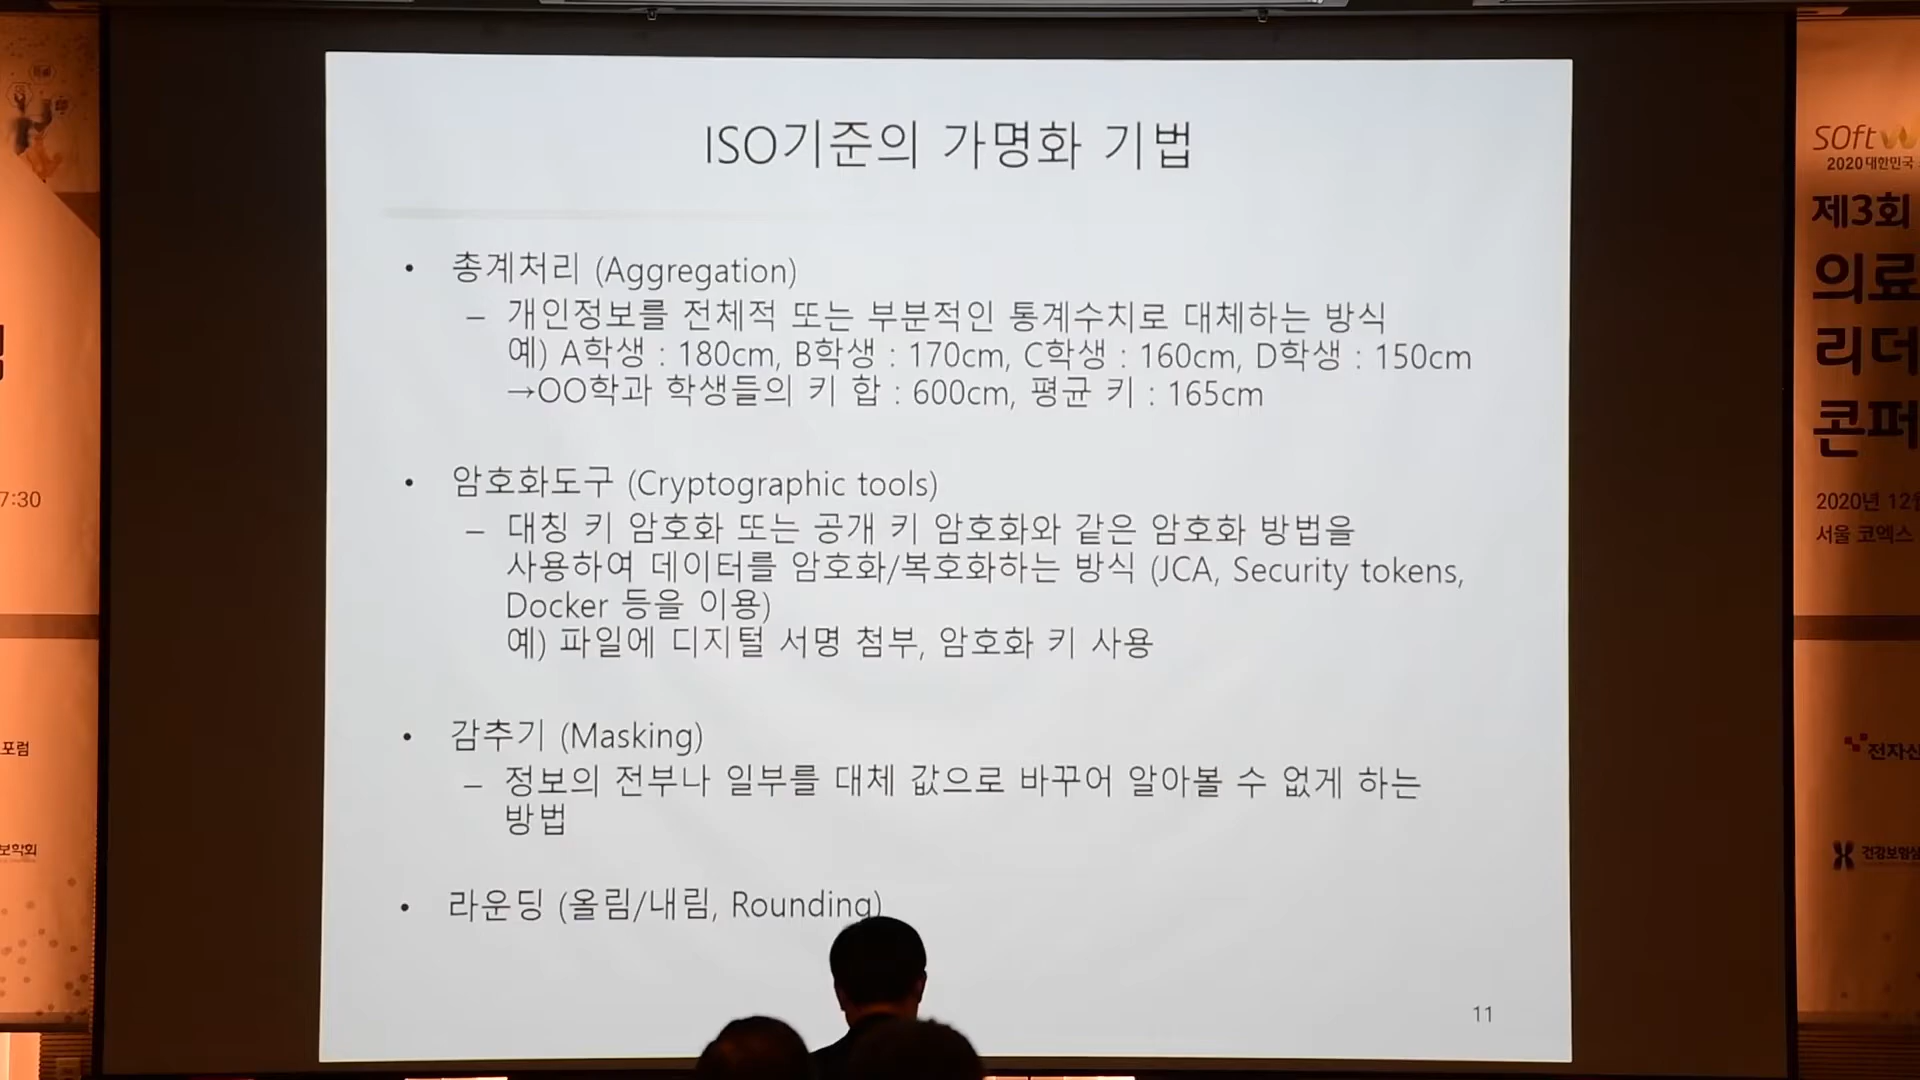 ISO기준의 가명화 기법
• 총계처리 (Aggregation)
– 개인정보를 전체적 또는 부분적인 통계수치로 대체하는 방식
예) A학생 : 180cm, B학생 : 170cm, C학생 : 160cm, D학생 : 150cm
→OO학과 학생들의 키 합 : 600cm, 평균 키 : 165cm
• 암호화도구 (Cryptographic tools)
– 대칭 키 암호화 또는 공개 키 암호화와 같은 암호화 방법을
사용하여 데이터를 암호화/복호화하는 방식 (JCA, Security tokens,
Docker 등을 이용)
예) 파일에 디지털 서명 첨부, 암호화 키 사용
• 감추기 (Masking)
– 정보의 전부나 일부를 대체 값으로 바꾸어 알아볼 수 없게 하는
방법
• 라운딩 (올림/내림, Rounding)
11
7:30
포럼
보학회
SOftw
2020 대한민국
제3회
의료
리더
콘퍼
2020년 12월
서울 코엑스
전자신
건강보험심